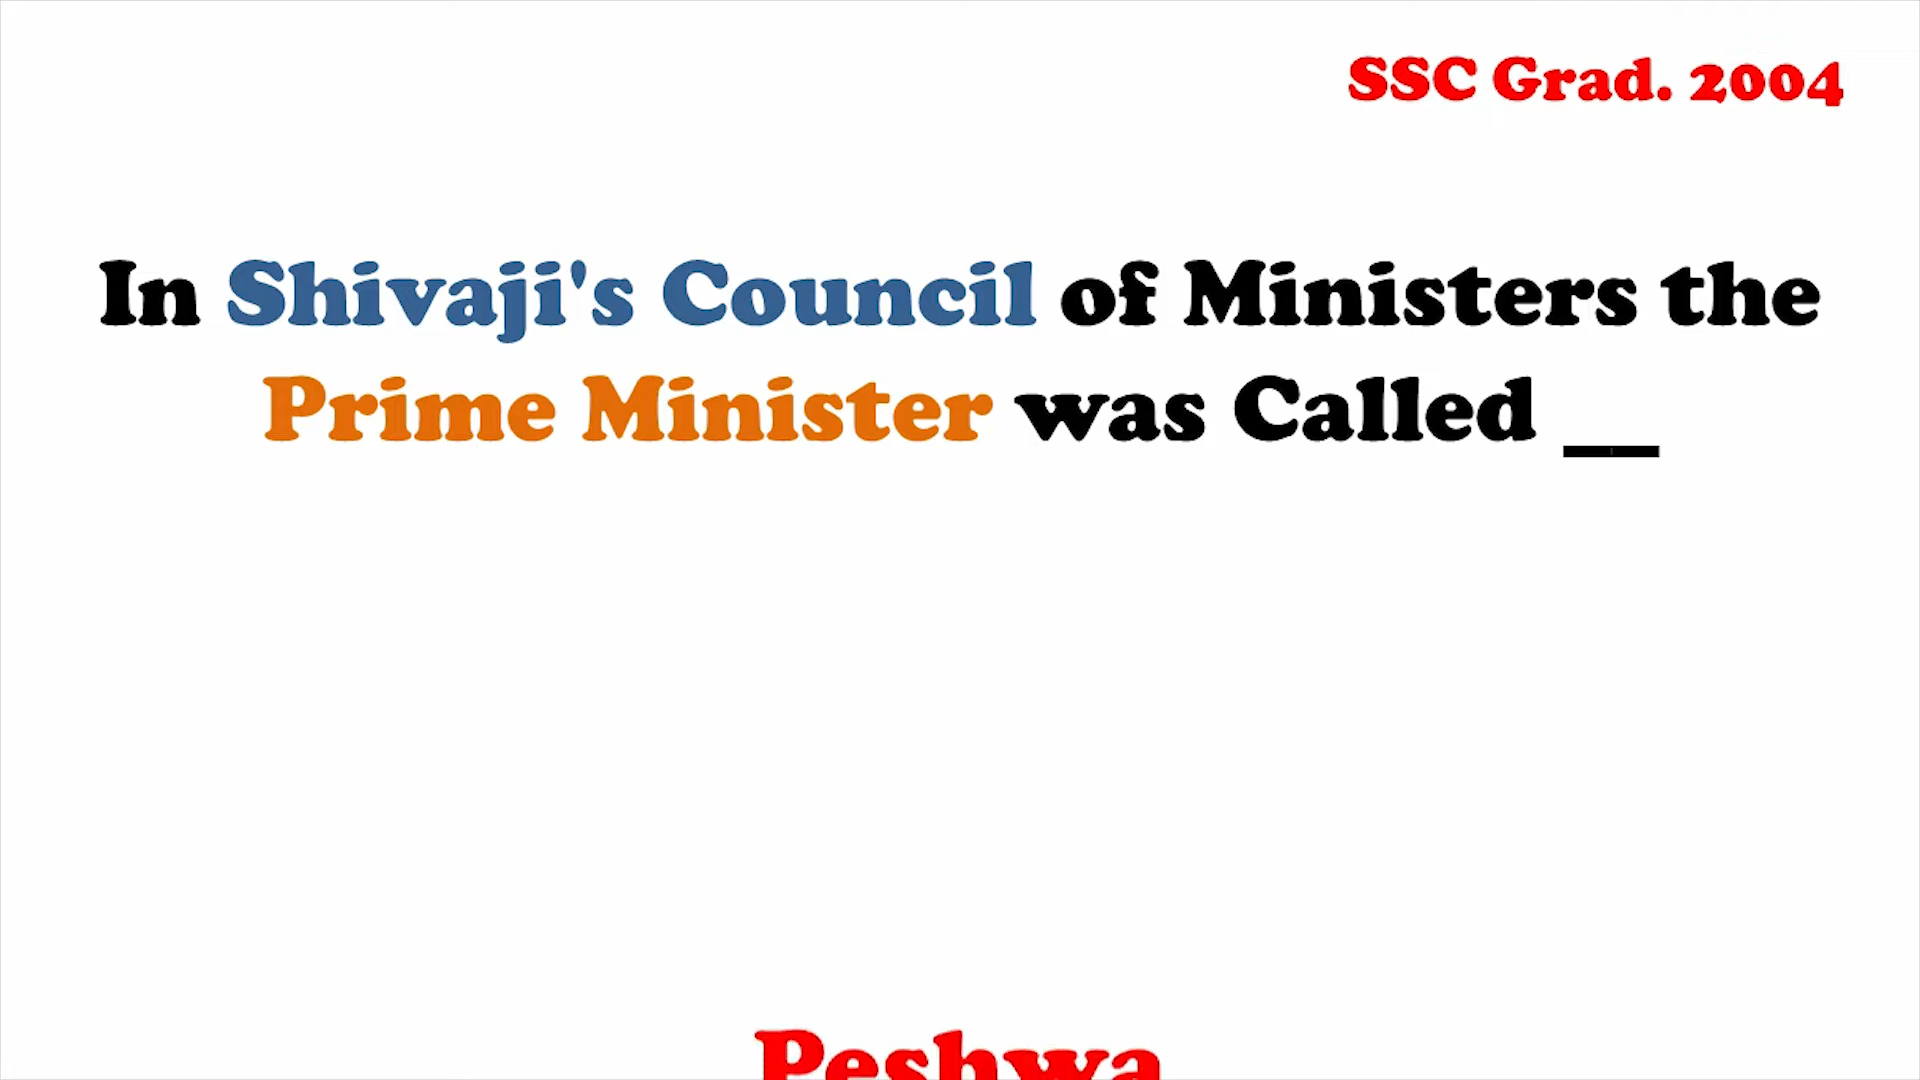 SSC Grad. 2004
In Shivaji's Council of Ministers the
Prime Minister was Called __
Peshwa